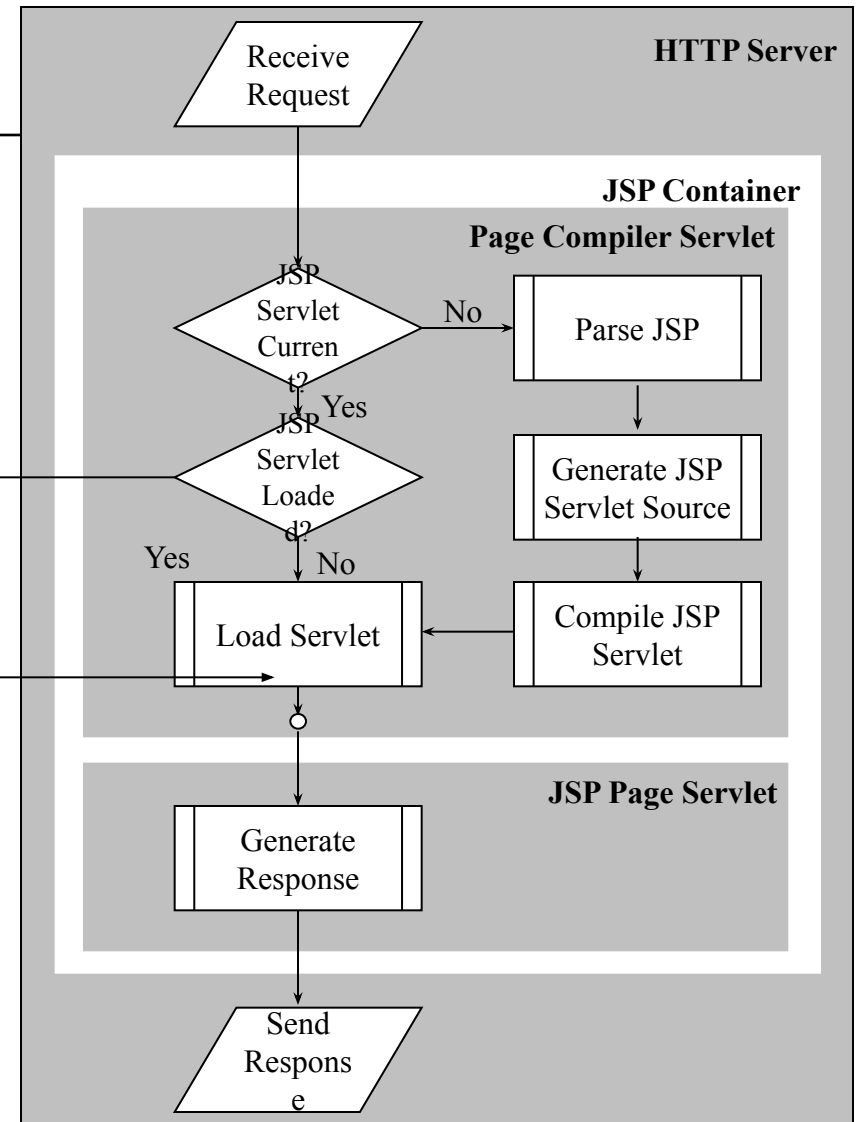 HTTP Server
Receive
Request
JSP Container
Page Compiler Servlet
JSP
Servlet
Curren
t?
No
Parse JSP
Yes
JSP
Servlet
Loade
d?
Generate JSP
Servlet Source
Yes
No
Load Servlet
Compile JSP
Servlet
JSP Page Servlet
Generate
Response
Send
Respons
e